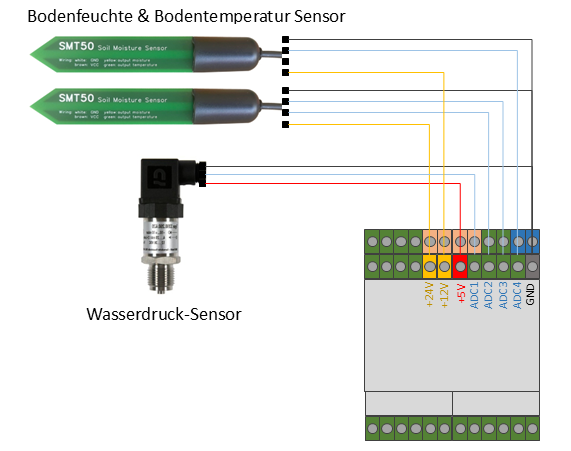 Bodenfeuchte & Bodentemperatur Sensor
SMT50
Soil Moisture Sensor
Wiring: white: GND yellow:output moisture
brown: VCC green:output temperature
SMT50
Soil Moisture Sensor
Wiring: white: GND yellow:output moisture
brown: VCC green:output temperature
Wasserdruck-Sensor
+24V
+12V
+5V
ADC1
ADC2
ADC3
ADC4
GND